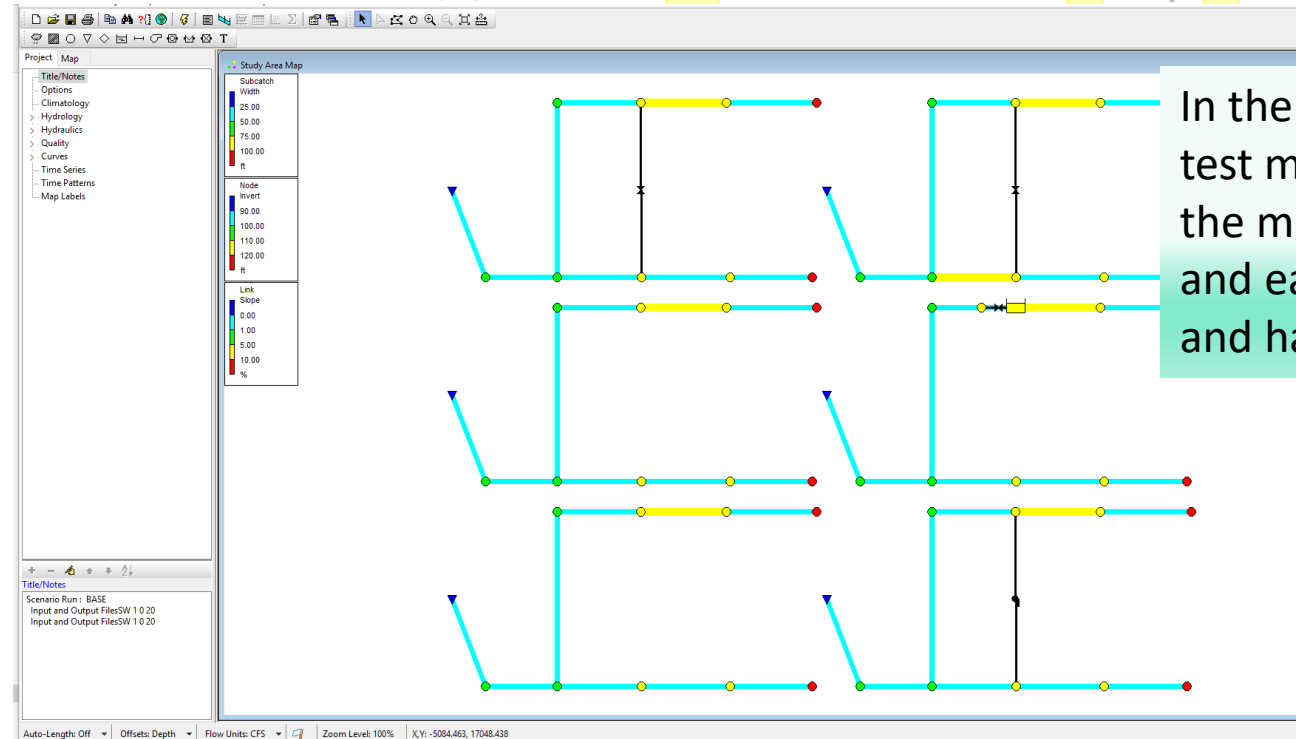 T
Project Map
Title/Notes
Options
Climatology
Hydrology
Hydraulics
Quality
Curves
Time Series
Time Patterns
Map Labels
Title/Notes
Scenario Run : BASE
Input and Output FilesSW 1 0 20
Input and Output FilesSW 1 0 20
Study Area Map
Subcatch
Width
25.00
50.00
75.00
100.00
ft
Node
Invert
90.00
100.00
110.00
120.00
ft
Link
Slope
0.00
1.00
5.00
10.00
%
In the
test m
the m
and ea
and ha
Auto-Length: Off Offsets: Depth Flow Units: CFS Zoom Level: 100% X,Y: -5084.463, 17048.438